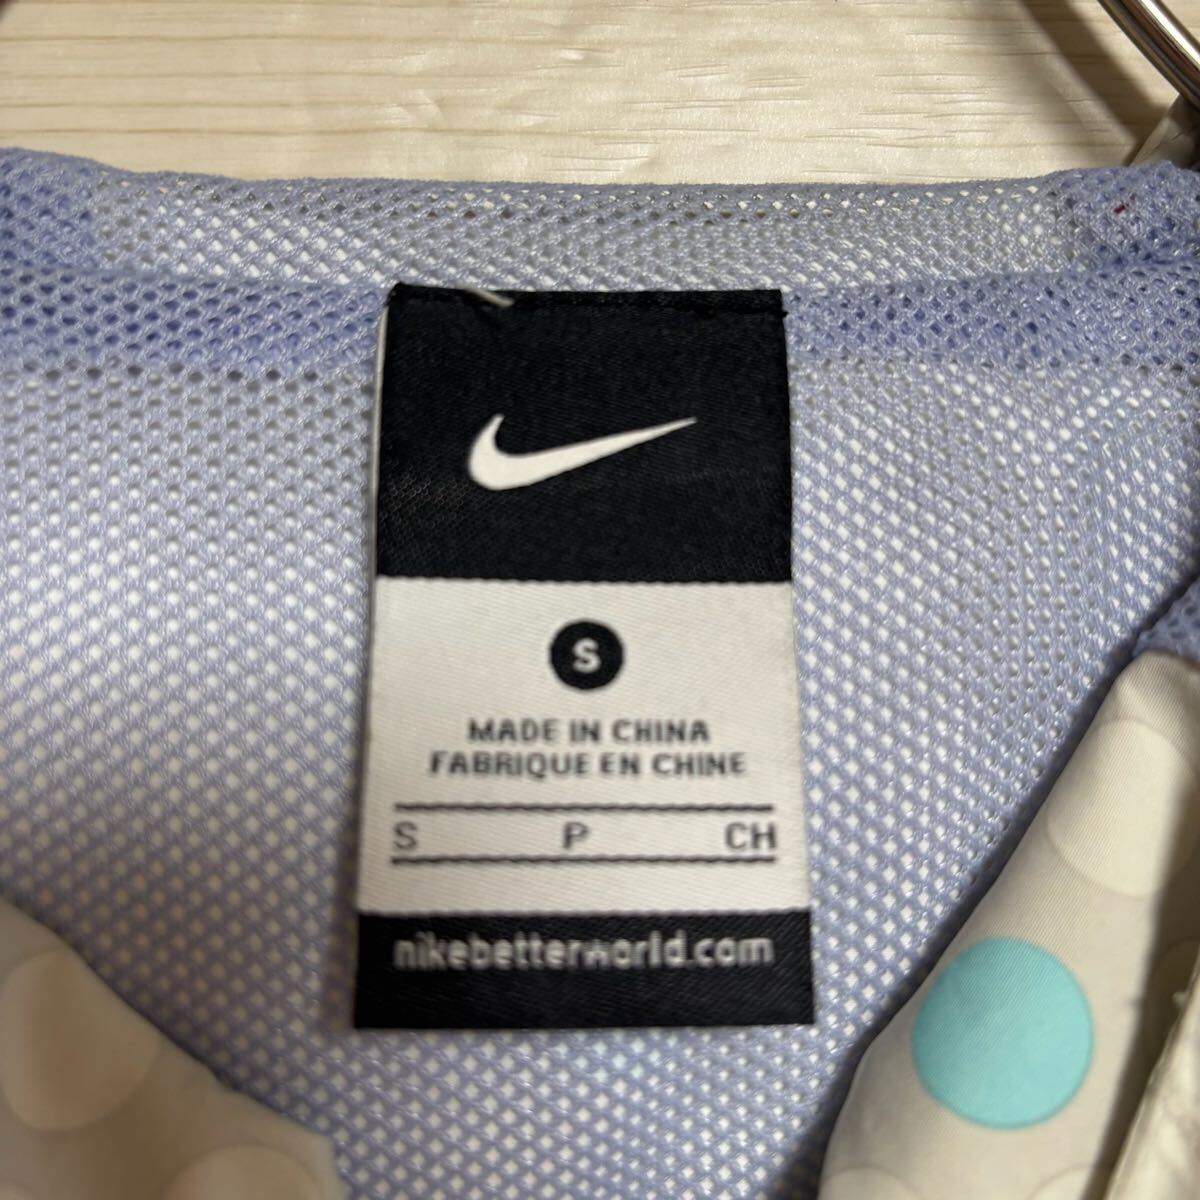 S
MADE IN CHINA
FABRIQUE EN CHINE
S P CH
nikebetterworld.com